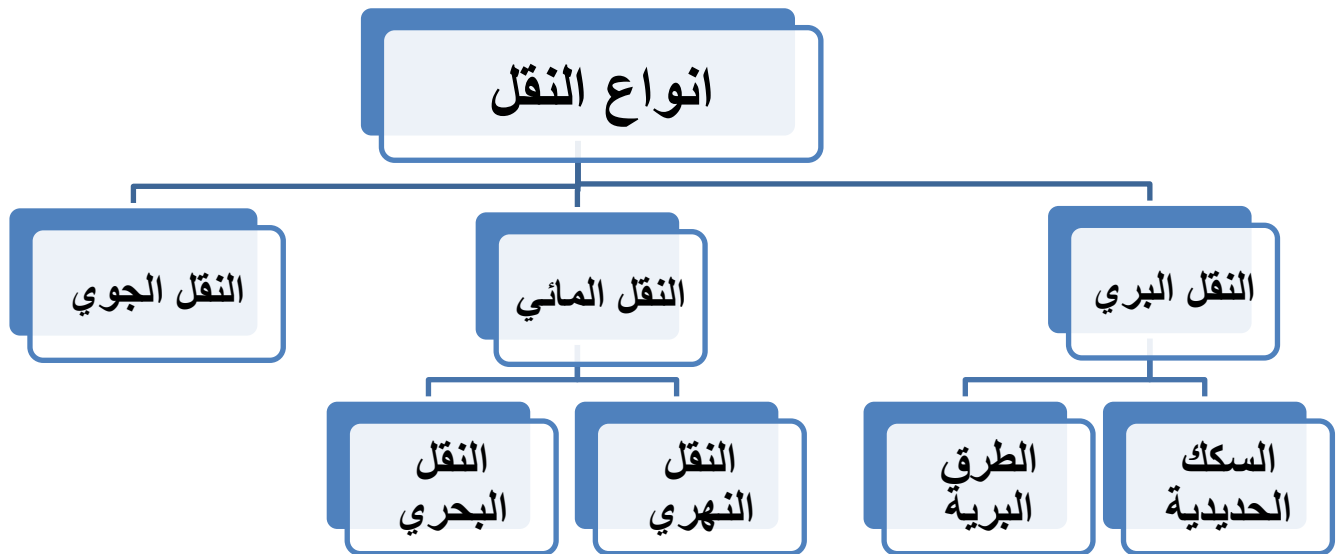 انواع النقل
النقل البري
النقل المائي
النقل الجوي
السكك
الحديدية
الطرق
البرية
النقل
النهري
النقل
البحري